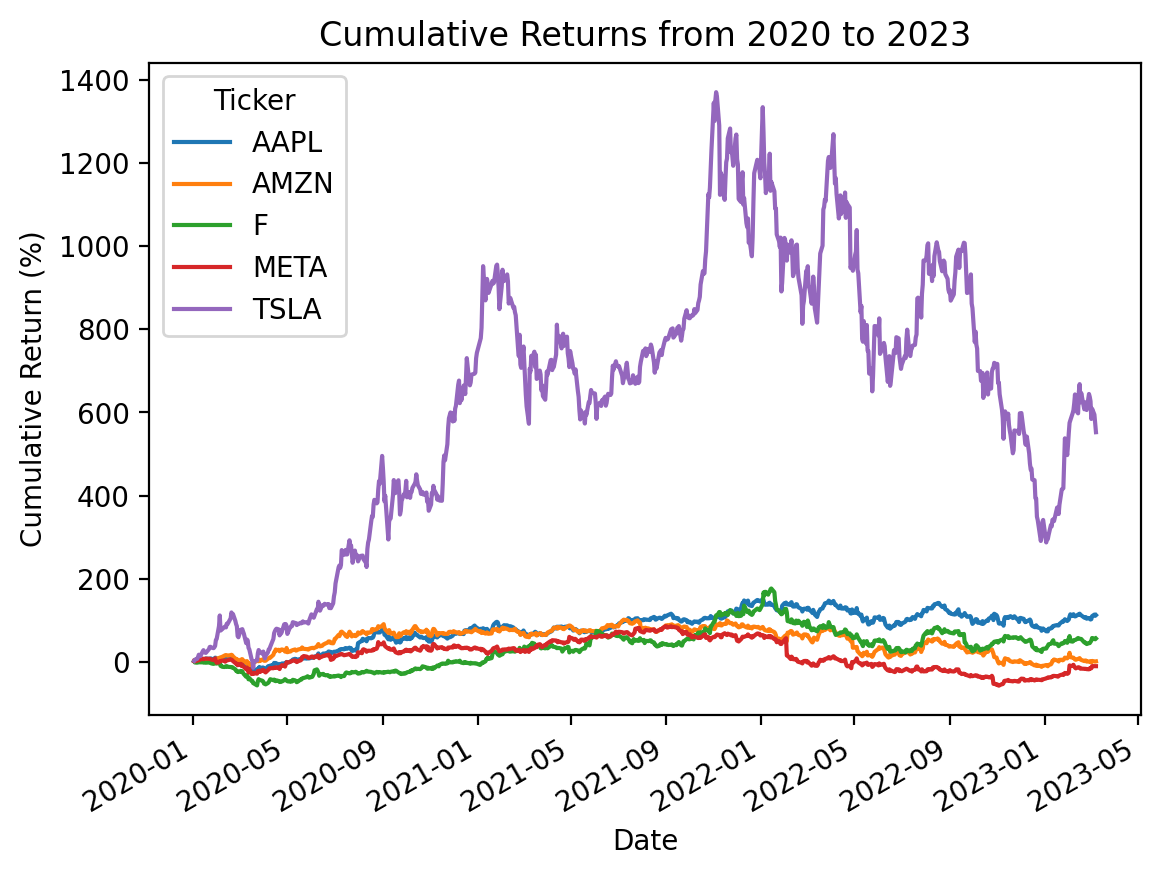 Cumulative Returns from 2020 to 2023
Cumulative Return (%)
1400
1200
1000
800
600
400
200
0
Ticker
AAPL
AMZN
F
META
TSLA
2020-01
2020-05
2020-09
2021-01
2021-05
2021-09
2022-01
2022-05
2022-09
2023-01
2023-05
Date